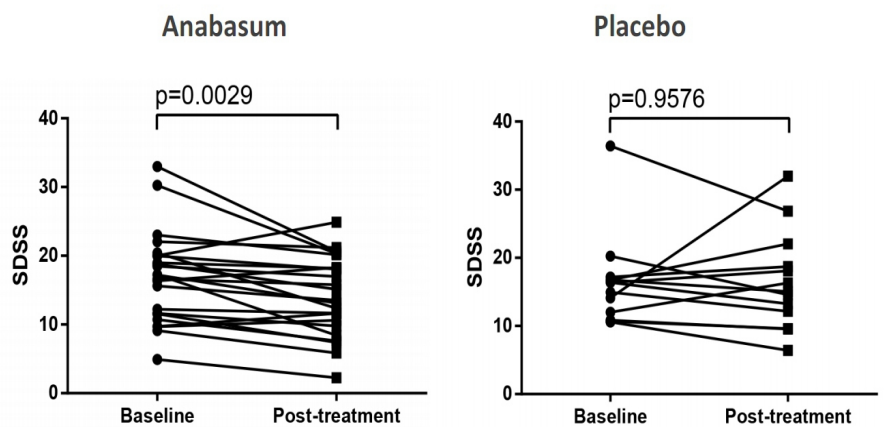 Anabasum
p=0.0029
40
30
20
10
0
SDSS
Baseline Post-treatment
Placebo
p=0.9576
40
30
20
10
0
SDSS
Baseline Post-treatment